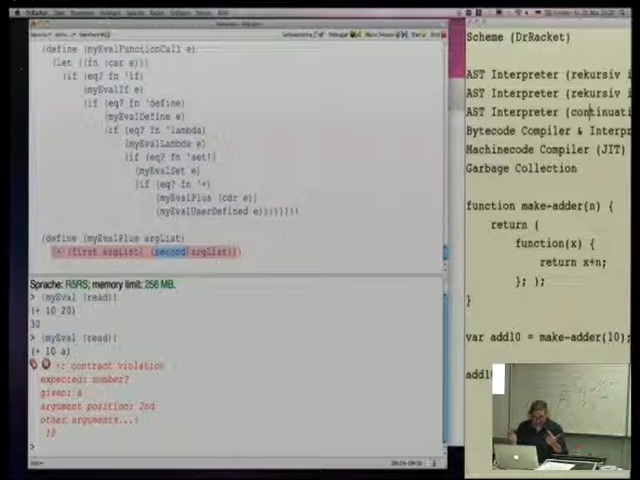 (define (myEvalFunctionCall e)
(let ((fn (car e)))
(if (eq? fn 'if)
(myEvalIf e)
(if (eq? fn 'define)
(myEvalDefine e)
(if (eq? fn 'lambda)
(myEvalLambda e)
(if (eq? fn 'set!)
(myEvalSet e)
(if (eq? fn '+)
(myEvalPlus (cdr e))
(myEvalUserDefined e)))))))))
(define (myEvalPlus argList)
(+ (first argList) (second argList)))
Sprache: R5RS; memory limit: 256 MB.
> (myEval (read))
(+ 10 20)
30
> (myEval (read))
(+ 10 a)
+: contract violation
expected: number?
given: a
argument position: 2nd
other arguments...:
10
>
Scheme (DrRacket)
AST Interpreter (rekursiv i
AST Interpreter (rekursiv i
AST Interpreter (continuati
Bytecode Compiler & Interp
Machinecode Compiler (JIT)
Garbage Collection
function make-adder(n) {
return (
function(x) {
return x+n;
}; );
}
var add10 = make-adder(10);
add1